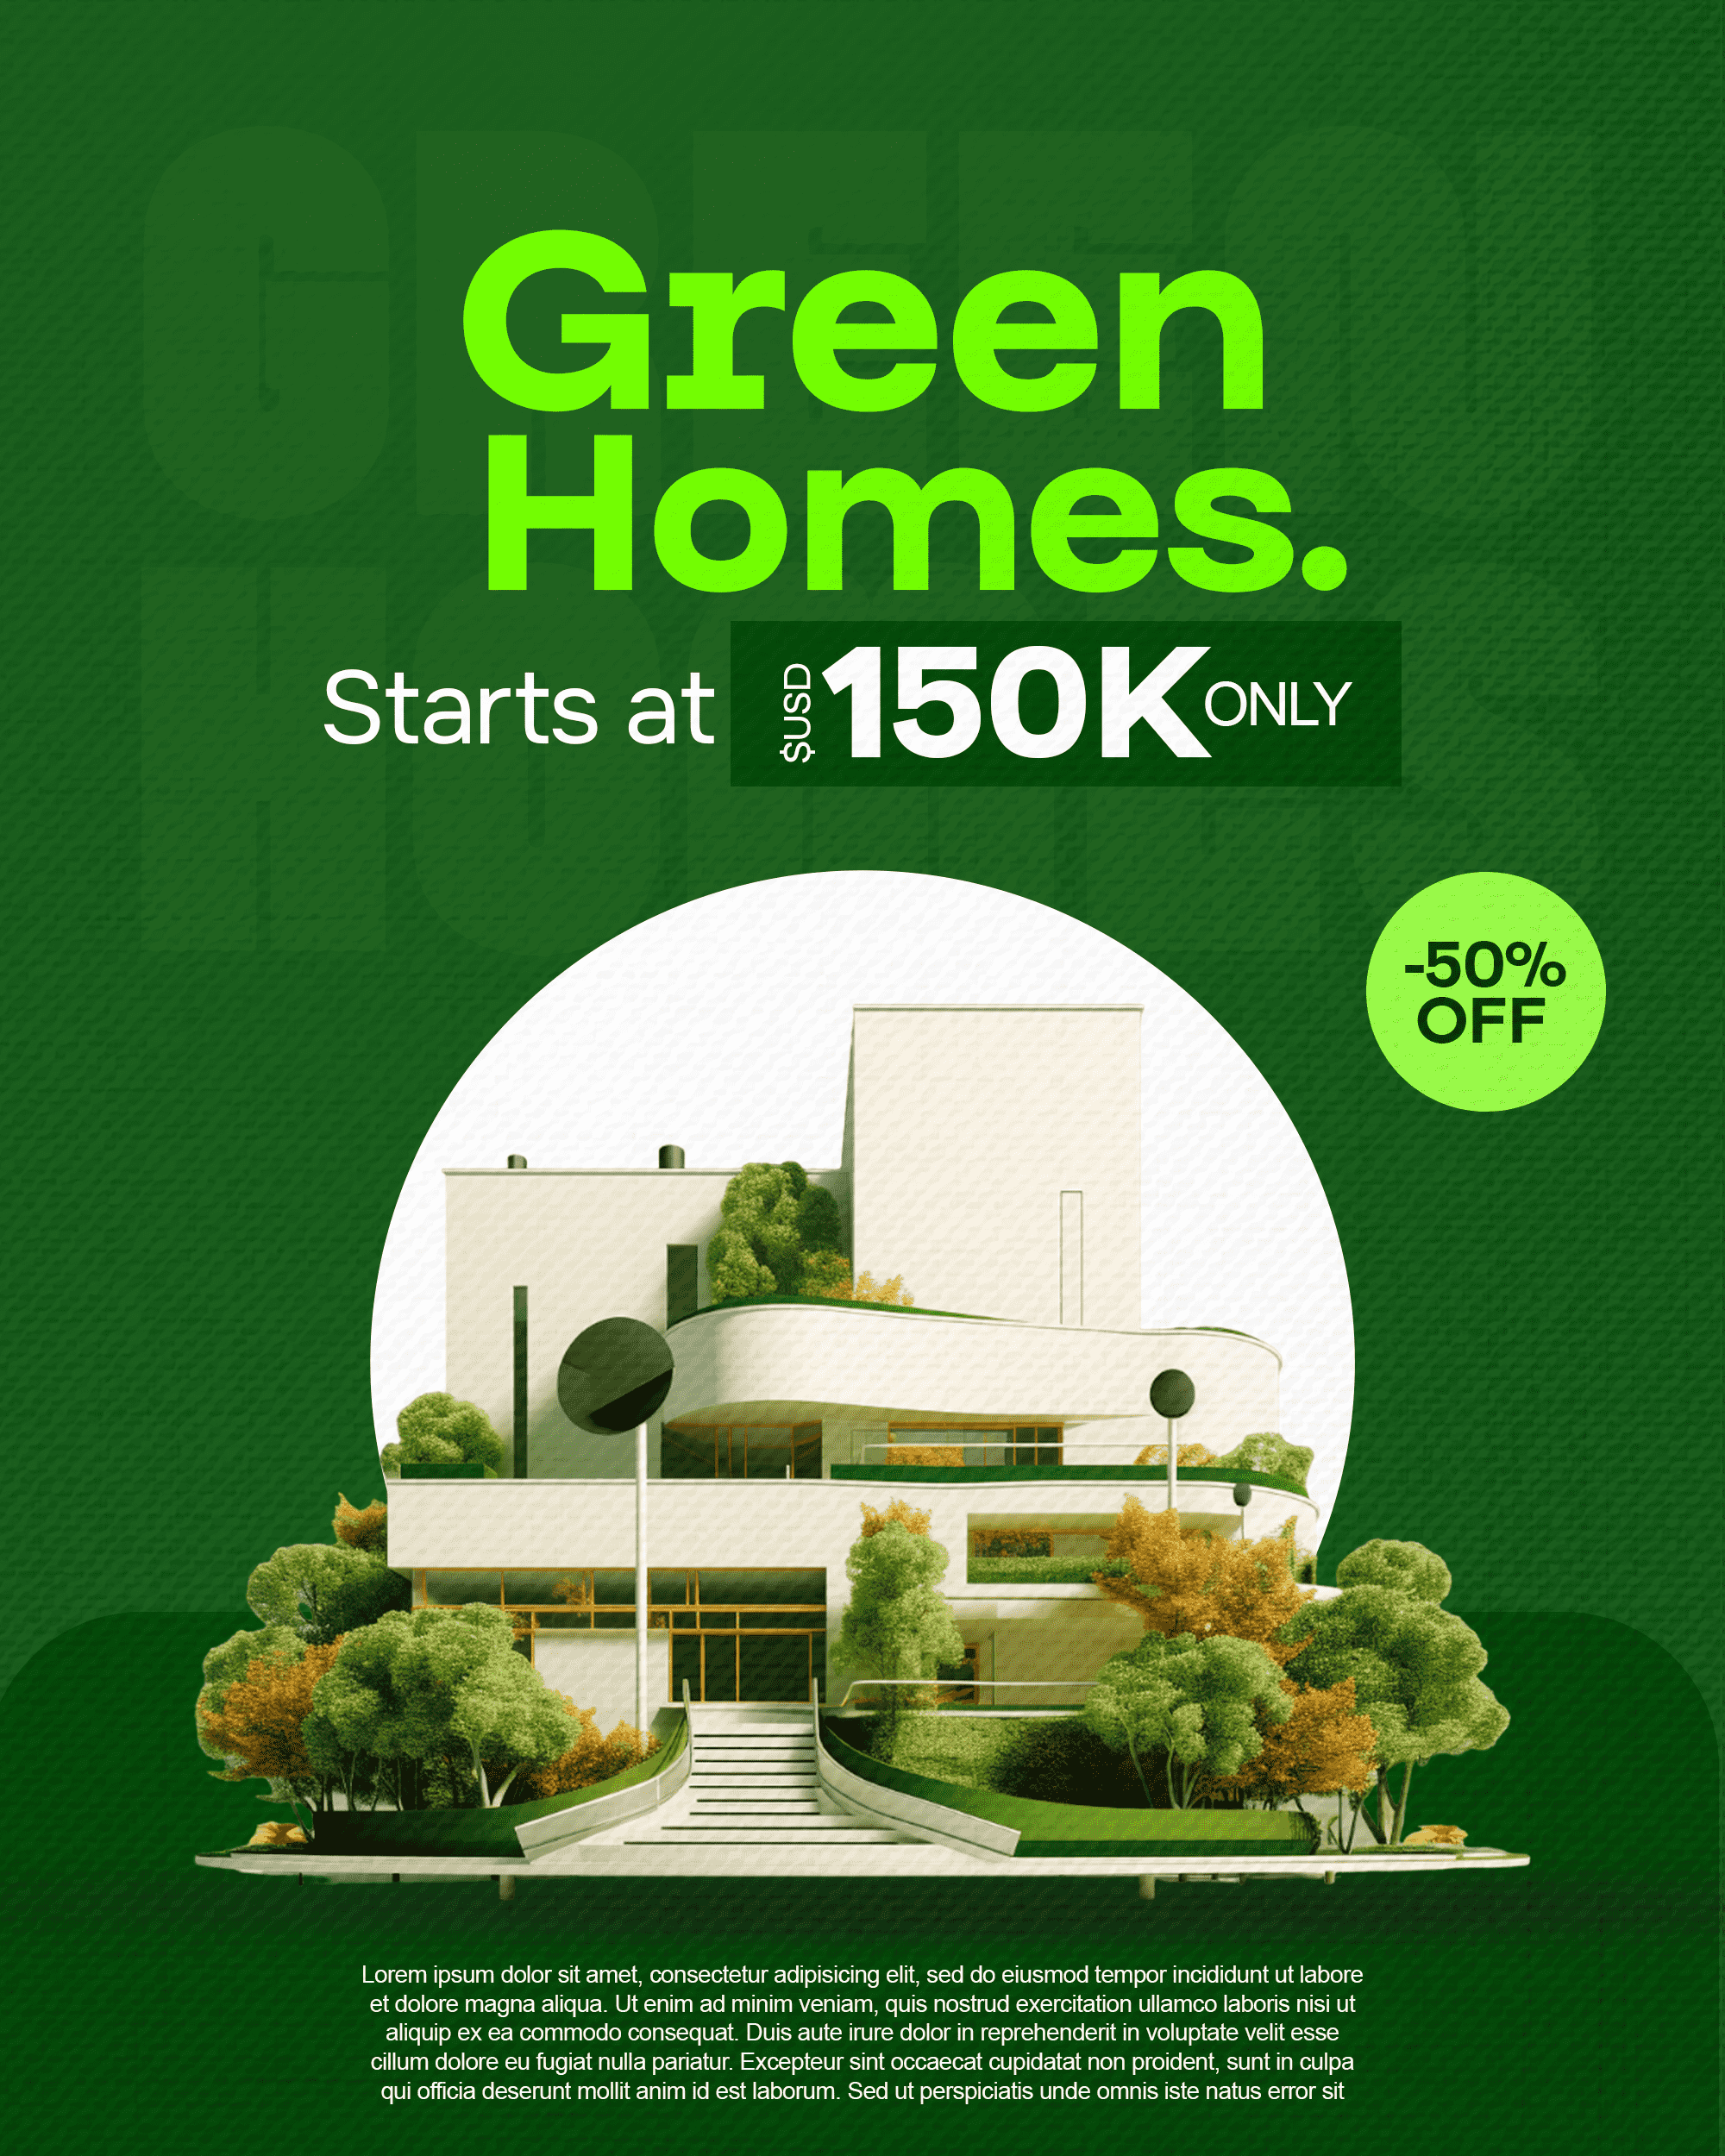 Green
Homes.
Starts at $USD 150K ONLY
-50%
OFF
Lorem ipsum dolor sit amet, consectetur adipisicing elit, sed do eiusmod tempor incididunt ut labore
et dolore magna aliqua. Ut enim ad minim veniam, quis nostrud exercitation ullamco laboris nisi ut
aliquip ex ea commodo consequat. Duis aute irure dolor in reprehenderit in voluptate velit esse
cillum dolore eu fugiat nulla pariatur. Excepteur sint occaecat cupidatat non proident, sunt in culpa
qui officia deserunt mollit anim id est laborum. Sed ut perspiciatis unde omnis iste natus error sit